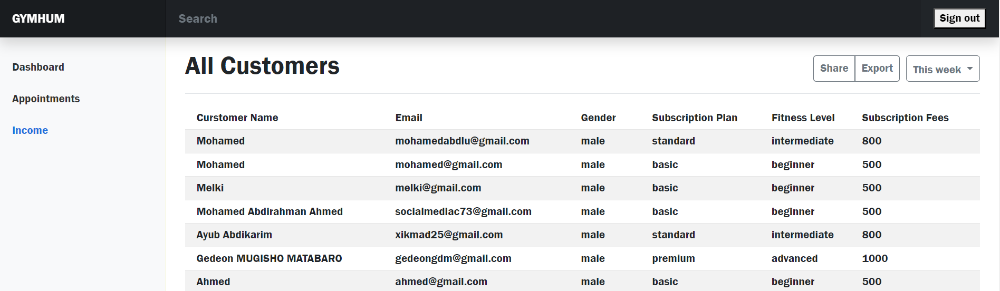 GYMHUM
Search
Sign out
Dashboard
Appointments
Income
All Customers
Share
Export
This week
Curstomer Name Email Gender Subscription Plan Fitness Level Subscription Fees
Mohamed mohamedabdlu@gmail.com male standard intermediate 800
Mohamed mohamed@gmail.com male basic beginner 500
Melki melki@gmail.com male basic beginner 500
Mohamed Abdirahman Ahmed socialmediac73@gmail.com male basic beginner 500
Ayub Abdikarim xikmad25@gmail.com male standard intermediate 800
Gedeon MUGISHO MATABARO gedeongdm@gmail.com male premium advanced 1000
Ahmed ahmed@gmail.com male basic beginner 500